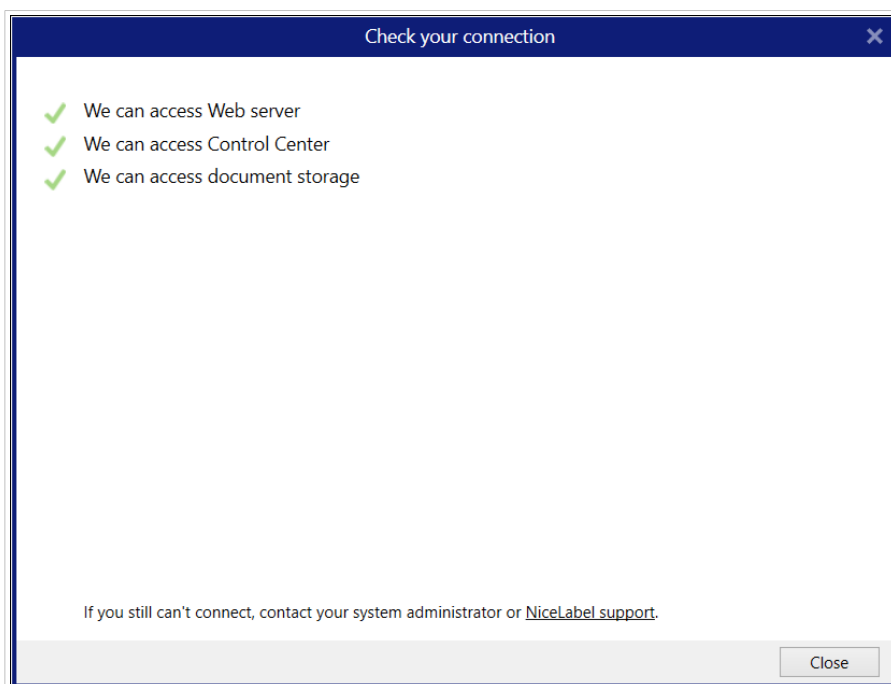 Check your connection
We can access Web server
We can access Control Center
We can access document storage
If you still can't connect, contact your system administrator or NiceLabel support.
Close